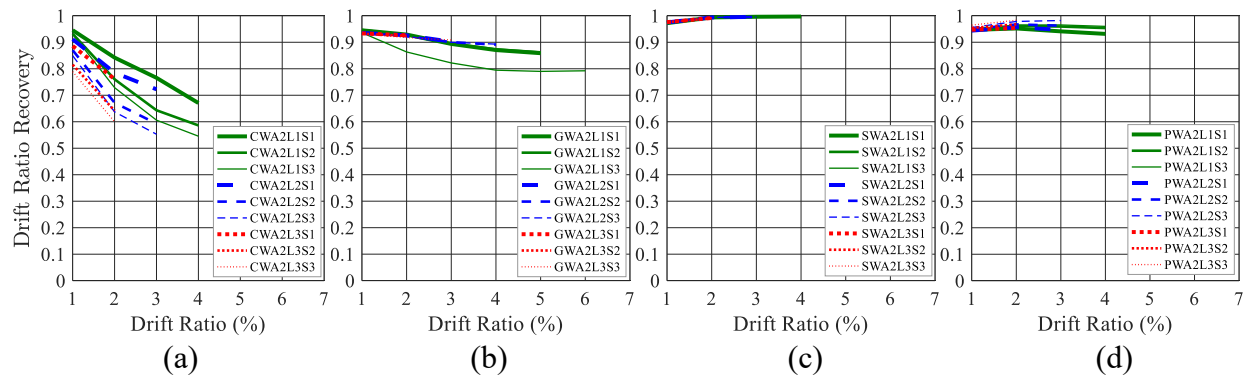 Drift Ratio Recovery
1
0.9
0.8
0.7
0.6
0.5
0.4
0.3
0.2
0.1
0
CWA2L1S1
CWA2L1S2
CWA2L1S3
CWA2L2S1
CWA2L2S2
CWA2L2S3
CWA2L3S1
CWA2L3S2
CWA2L3S3
1 2 3 4 5 6 7
Drift Ratio (%)
(a)
1
0.9
0.8
0.7
0.6
0.5
0.4
0.3
0.2
0.1
0
GWA2L1S1
GWA2L1S2
GWA2L1S3
GWA2L2S1
GWA2L2S2
GWA2L2S3
GWA2L3S1
GWA2L3S2
GWA2L3S3
1 2 3 4 5 6 7
Drift Ratio (%)
(b)
1
0.9
0.8
0.7
0.6
0.5
0.4
0.3
0.2
0.1
0
SWA2L1S1
SWA2L1S2
SWA2L1S3
SWA2L2S1
SWA2L2S2
SWA2L2S3
SWA2L3S1
SWA2L3S2
SWA2L3S3
1 2 3 4 5 6 7
Drift Ratio (%)
(c)
1
0.9
0.8
0.7
0.6
0.5
0.4
0.3
0.2
0.1
0
PWA2L1S1
PWA2L1S2
PWA2L1S3
PWA2L2S1
PWA2L2S2
PWA2L2S3
PWA2L3S1
PWA2L3S2
PWA2L3S3
1 2 3 4 5 6 7
Drift Ratio (%)
(d)